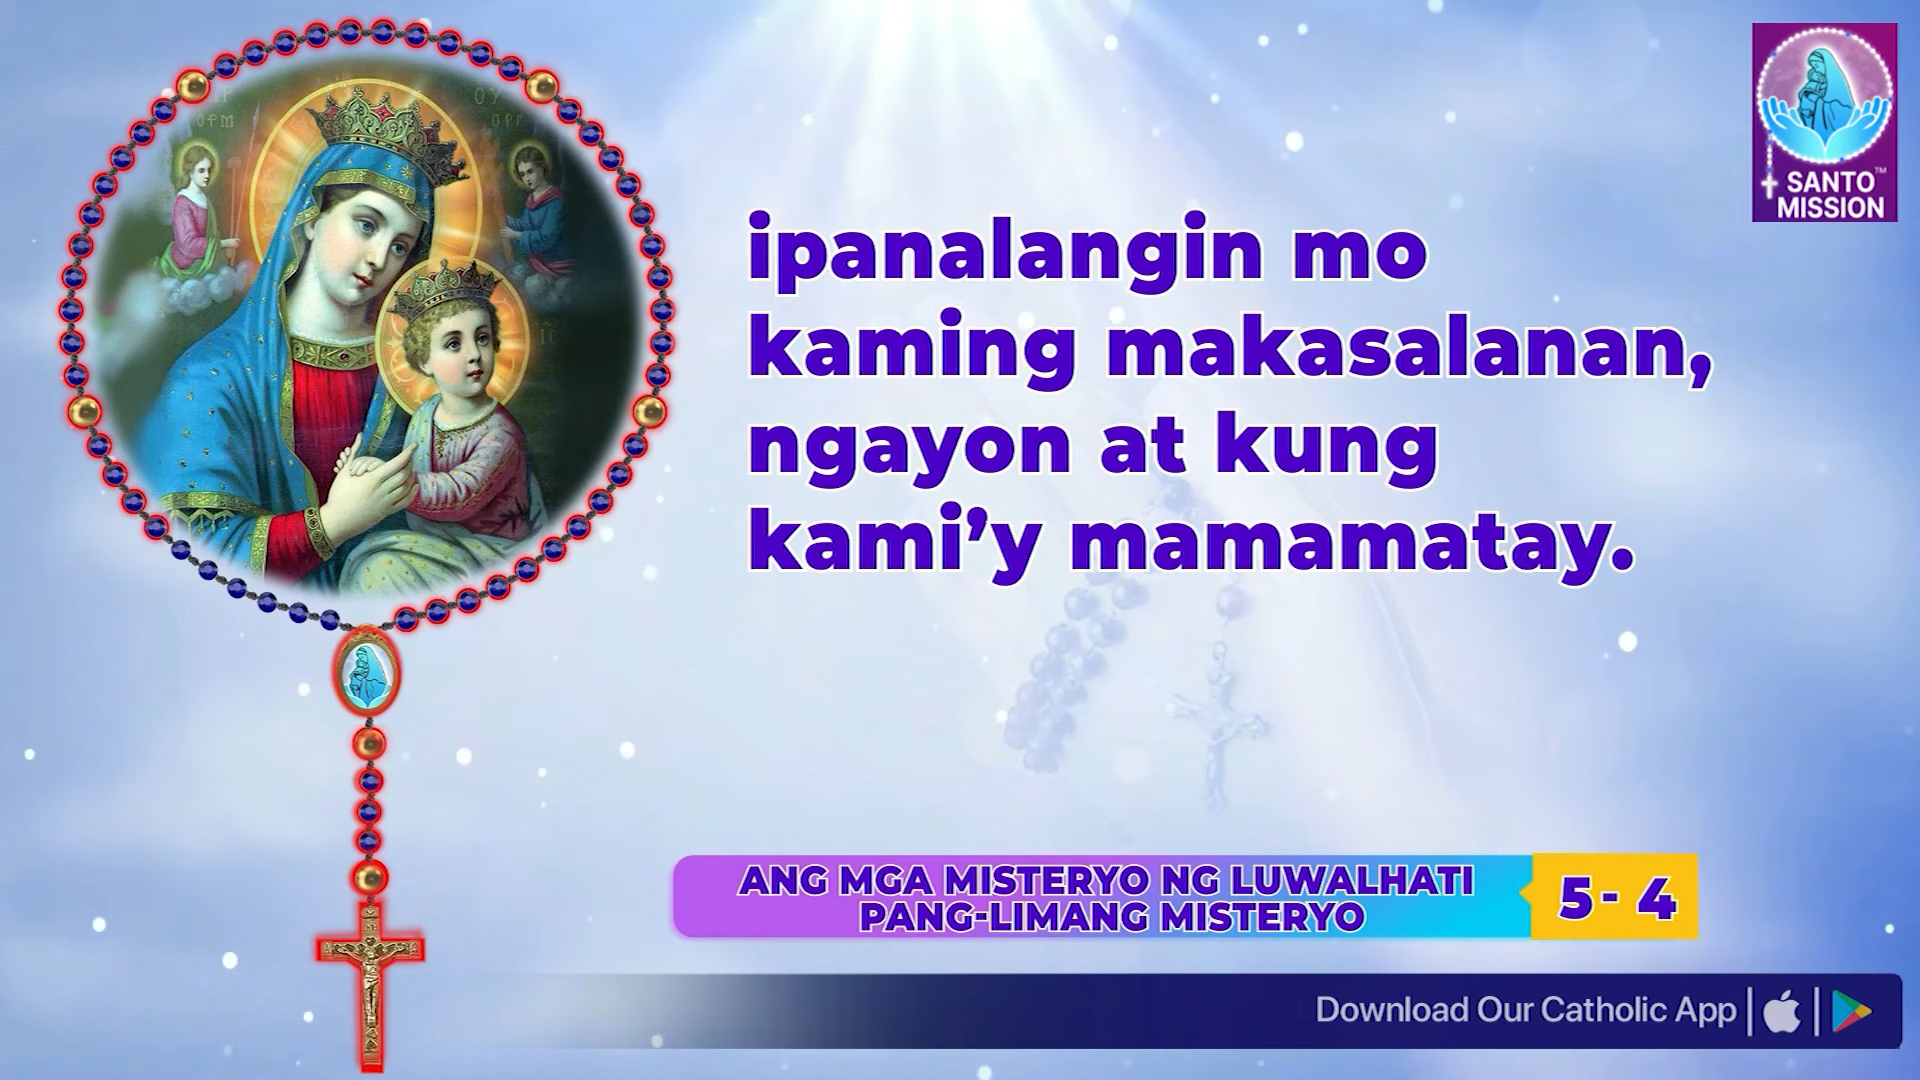 SANTO™
MISSION
ipanalangin mo
kaming makasalanan,
ngayon at kung
kami’y mamamatay.
ANG MGA MISTERYO NG LUWALHATI
PANG-LIMANG MISTERYO
5- 4
Download Our Catholic App